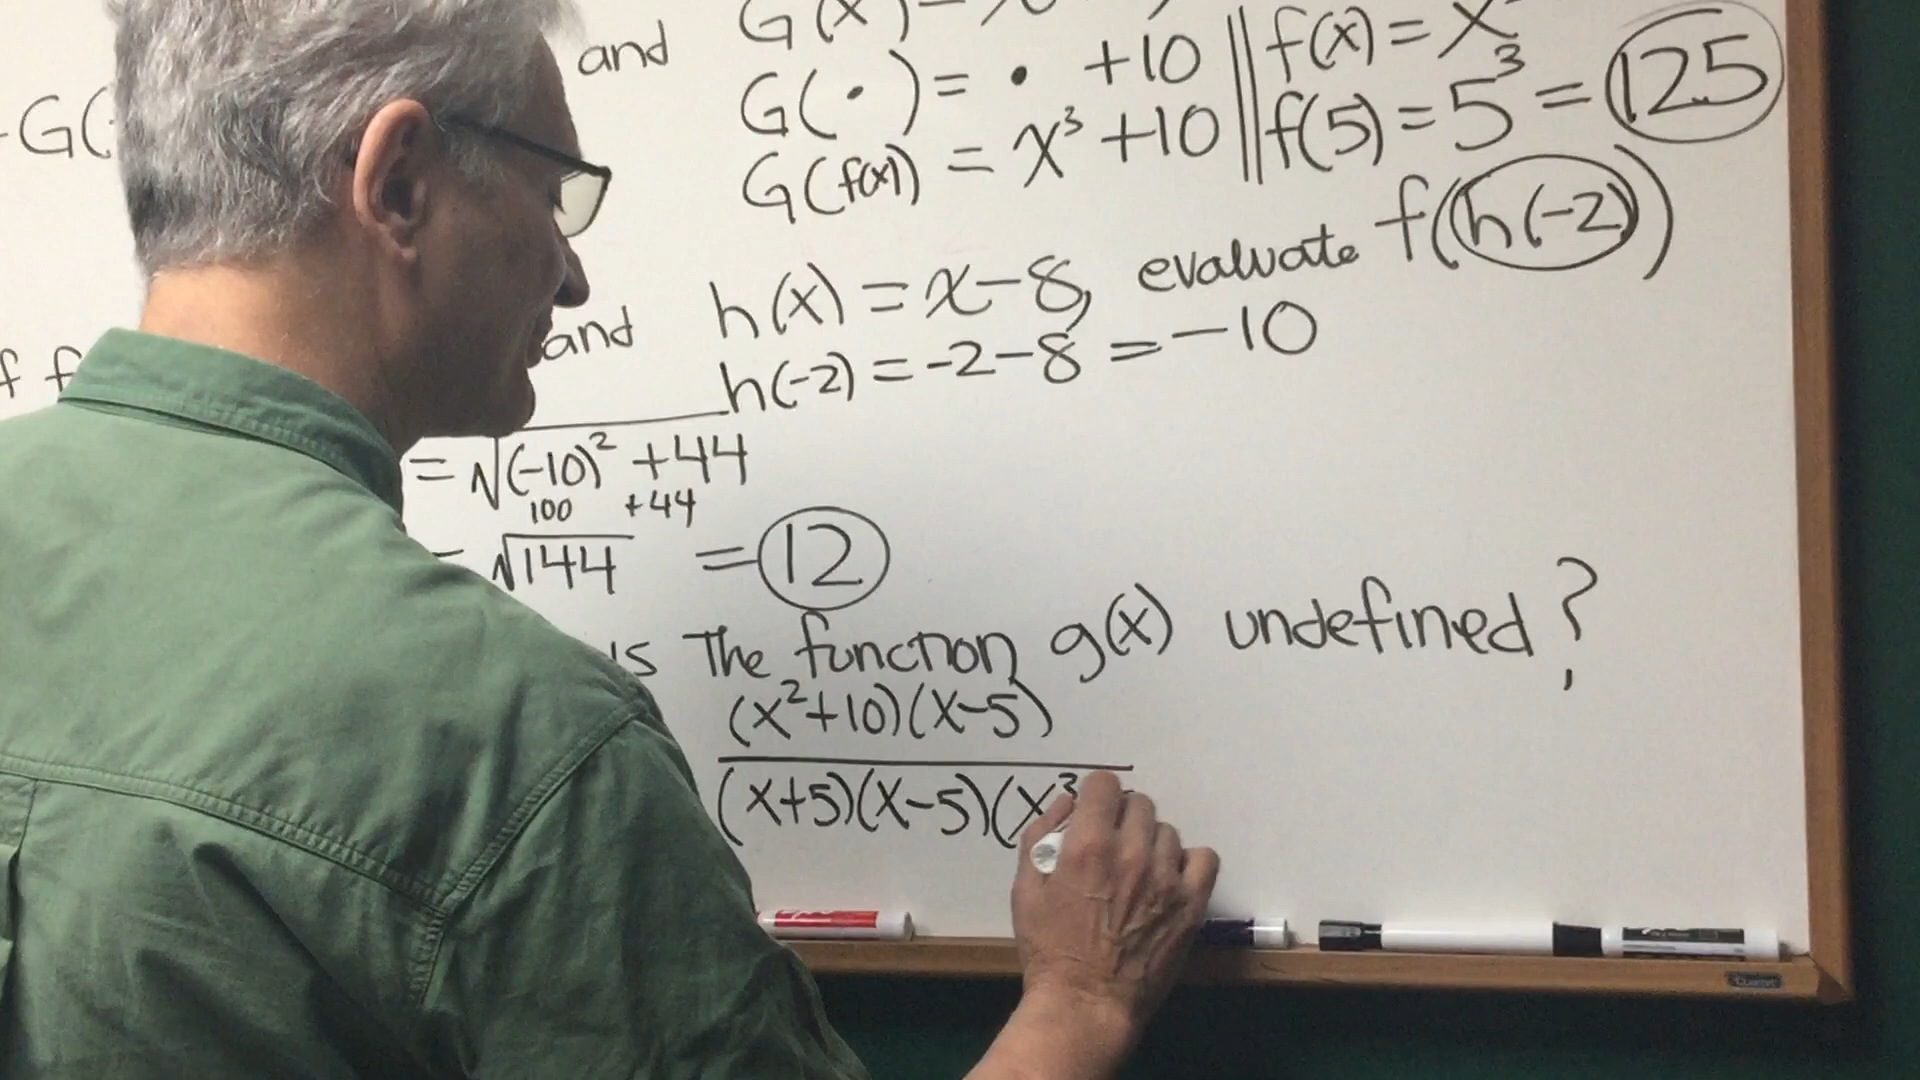 and G(x) =
-G( G(·) = · +10 || f(x) = x³
G(f(x)) = x³ +10 || f(5) = 5³ = 125
and h(x) = x-8, evaluate f(h(-2))
f f h(-2) = -2-8 = -10
= √(-10)² +44
100 +44
= √144 = 12
is The function g(x) undefined?
(x²+10)(x-5)
(x+5)(x-5)(x³
Quartet